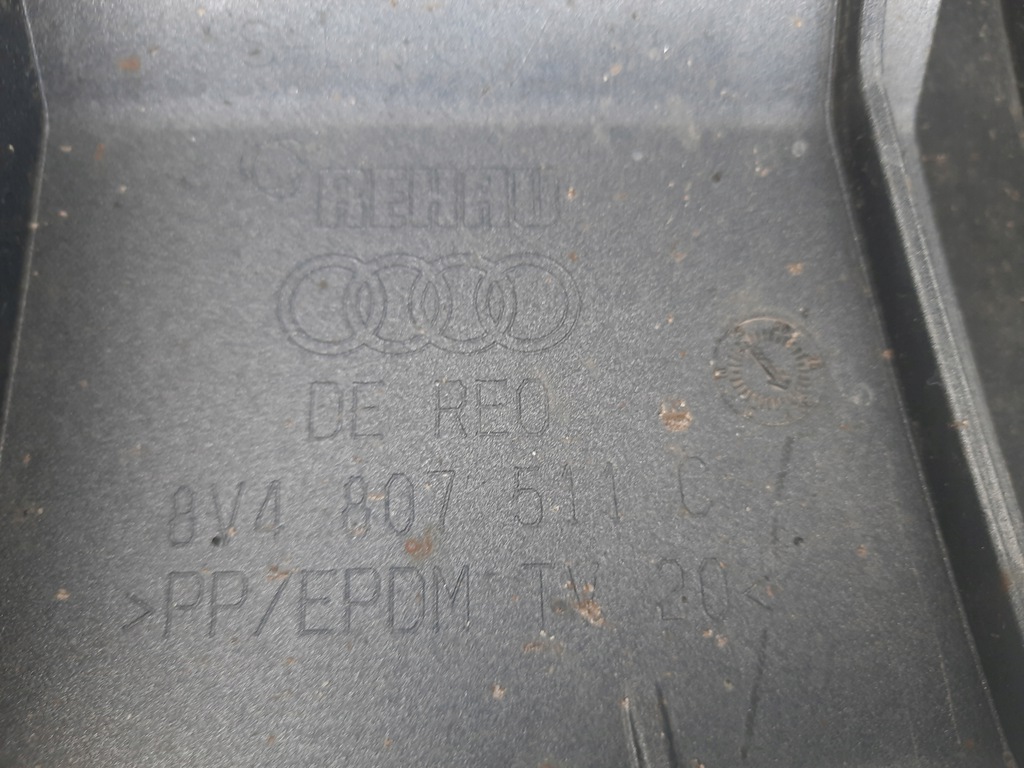 REHAU
DE REO
8V4 807 511 C
>PP/EPDM TV 20<